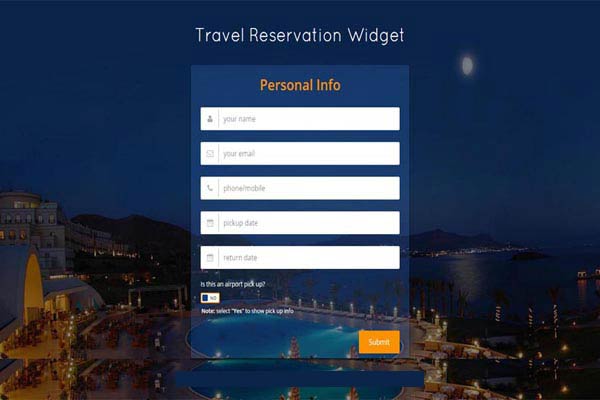 Travel Reservation Widget
Personal Info
your name
your email
phone/mobile
pickup date
return date
Is this an airport pick up?
NO
Note: select "Yes" to show pick up info
Submit